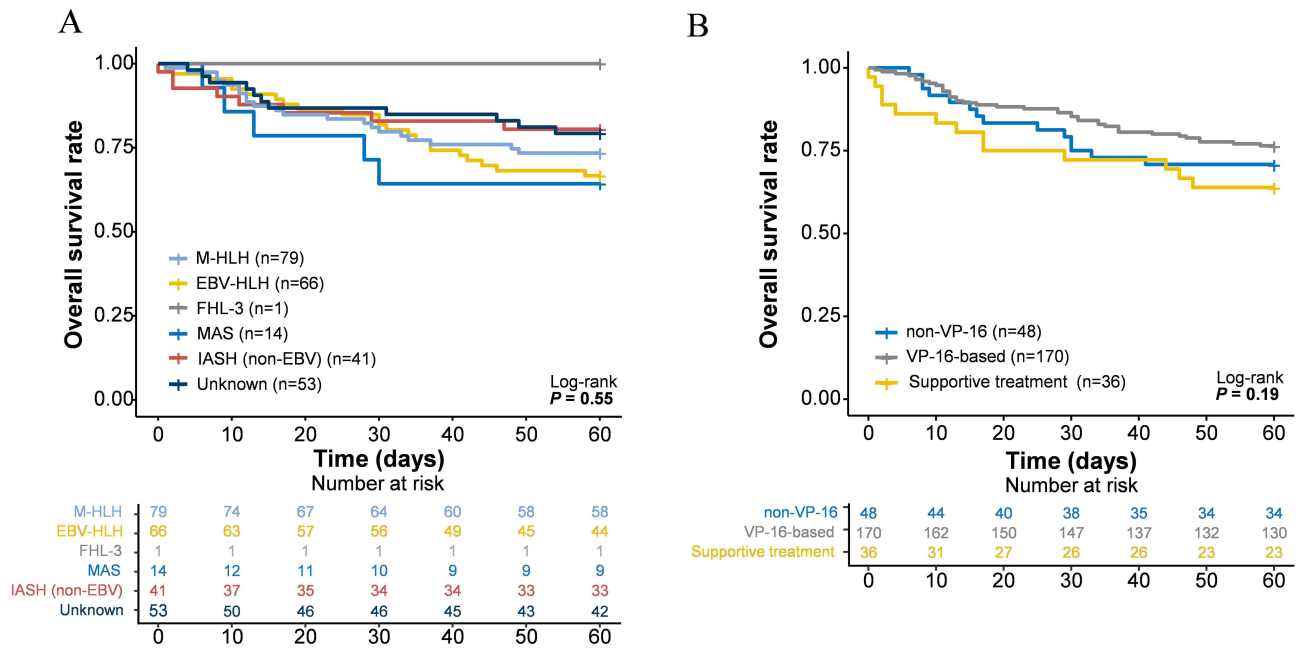 A
Overall survival rate
1.00
0.75
0.50
0.25
0.00
M-HLH (n=79)
EBV-HLH (n=66)
FHL-3 (n=1)
MAS (n=14)
IASH (non-EBV) (n=41)
Unknown (n=53)
Log-rank
P = 0.55
0 10 20 30 40 50 60
Time (days)
Number at risk
M-HLH 79 74 67 64 60 58 58
EBV-HLH 66 63 57 56 49 45 44
FHL-3 1 1 1 1 1 1 1
MAS 14 12 11 10 9 9 9
IASH (non-EBV) 41 37 35 34 34 33 33
Unknown 53 50 46 46 45 43 42
0 10 20 30 40 50 60
B
Overall survival rate
1.00
0.75
0.50
0.25
0.00
non-VP-16 (n=48)
VP-16-based (n=170)
Supportive treatment (n=36)
Log-rank
P = 0.19
0 10 20 30 40 50 60
Time (days)
Number at risk
non-VP-16 48 44 40 38 35 34 34
VP-16-based 170 162 150 147 137 132 130
Supportive treatment 36 31 27 26 26 23 23
0 10 20 30 40 50 60